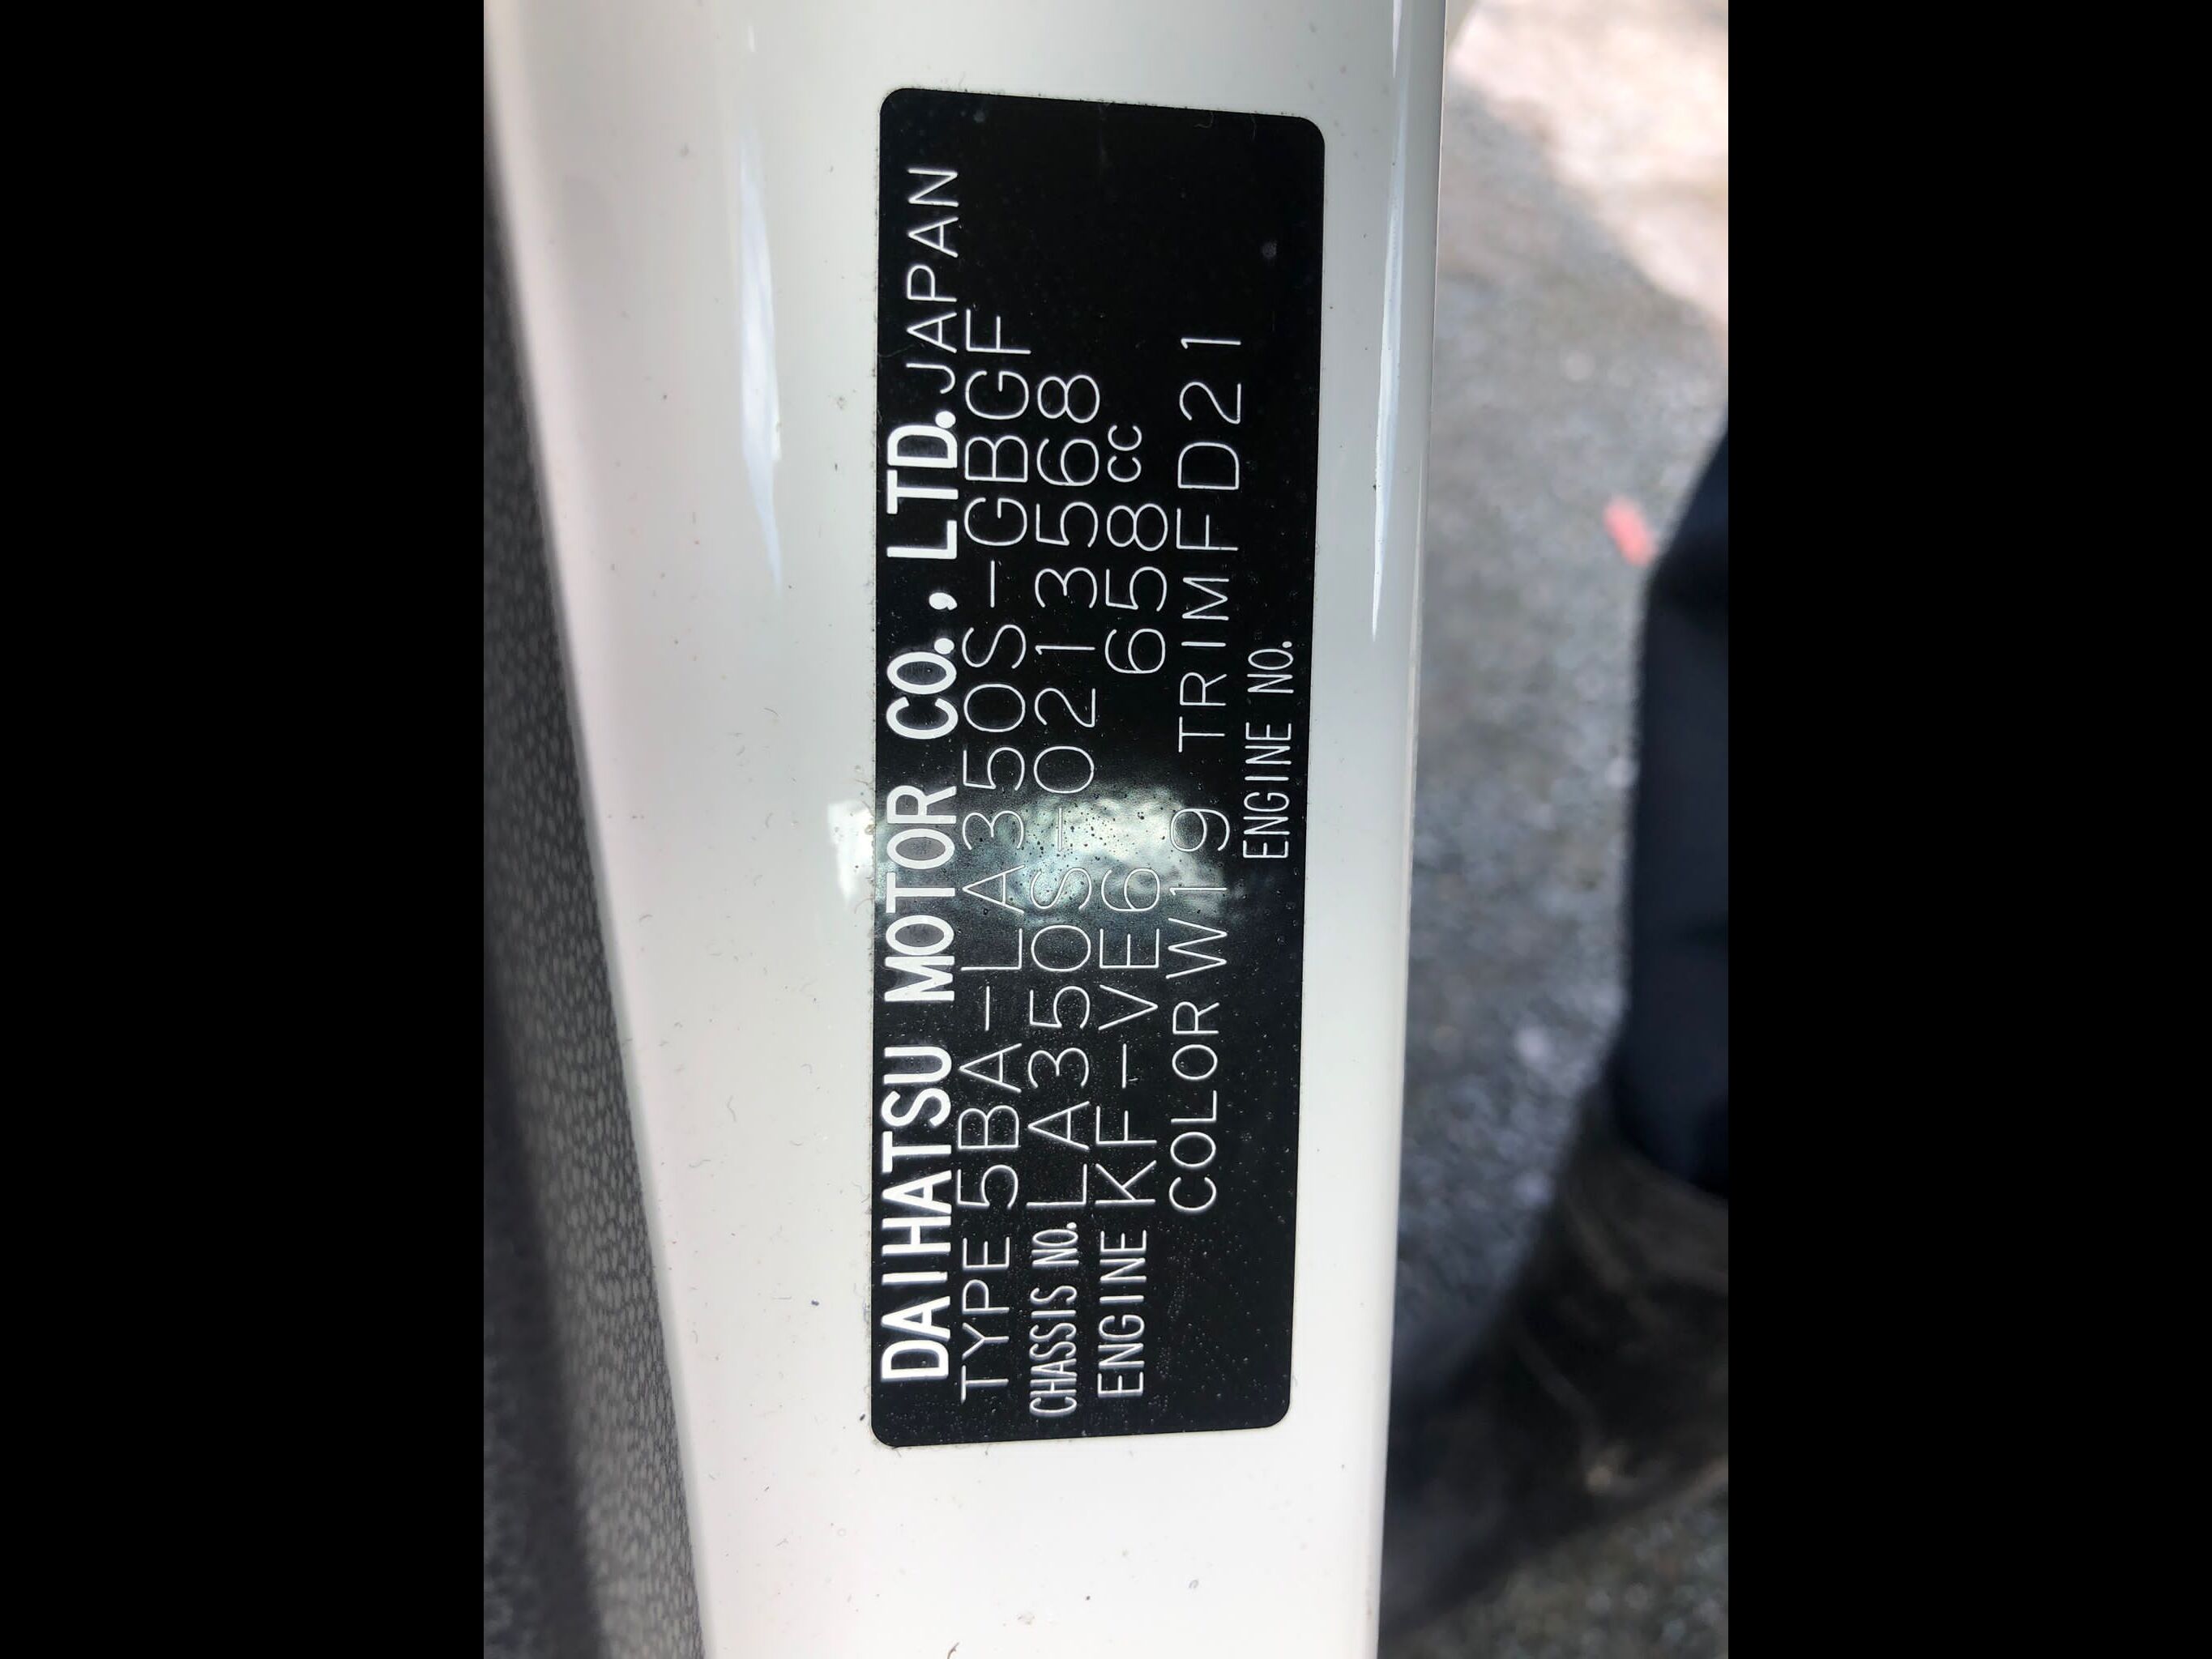 DAIHATSU MOTOR CO., LTD. JAPAN
TYPE 5BA-LA350S-GBGF
CHASSIS NO. LA350S-0213568
ENGINE KF-VE6 658cc
COLOR W19 TRIM FD21
ENGINE NO.